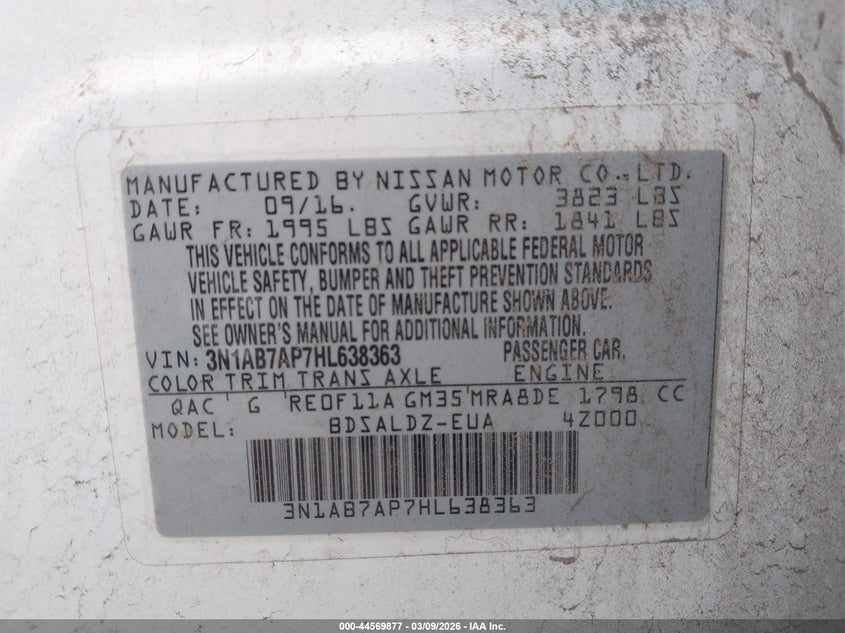 MANUFACTURED BY NISSAN MOTOR CO., LTD.
DATE: 09/16. GVWR: 3823 LBS
GAWR FR: 1995 LBS GAWR RR: 1841 LBS
THIS VEHICLE CONFORMS TO ALL APPLICABLE FEDERAL MOTOR
VEHICLE SAFETY, BUMPER AND THEFT PREVENTION STANDARDS
IN EFFECT ON THE DATE OF MANUFACTURE SHOWN ABOVE.
SEE OWNER'S MANUAL FOR ADDITIONAL INFORMATION.
VIN: 3N1AB7AP7HL638363 PASSENGER CAR.
COLOR TRIM TRANS AXLE ENGINE
QAC G RE0F11A GM35 MRA8DE 1798 CC
MODEL: BDSALDZ-EUA 4Z000
3N1AB7AP7HL638363
000-44569877 | 03/09/2026 - IAA Inc.